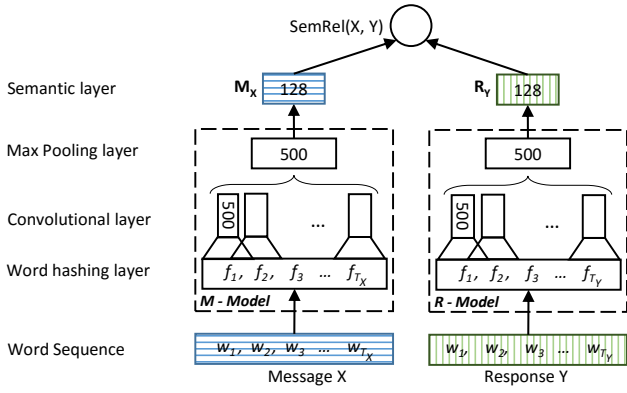 SemRel(X, Y)
Semantic layer M_X 128 R_Y 128
Max Pooling layer 500 500
Convolutional layer 500 ... 500 ...
Word hashing layer f_1, f_2, f_3 ... f_{T_X} f_1, f_2, f_3 ... f_{T_Y}
M - Model R - Model
Word Sequence w_1, w_2, w_3 ... w_{T_X} w_1, w_2, w_3 ... w_{T_Y}
Message X Response Y